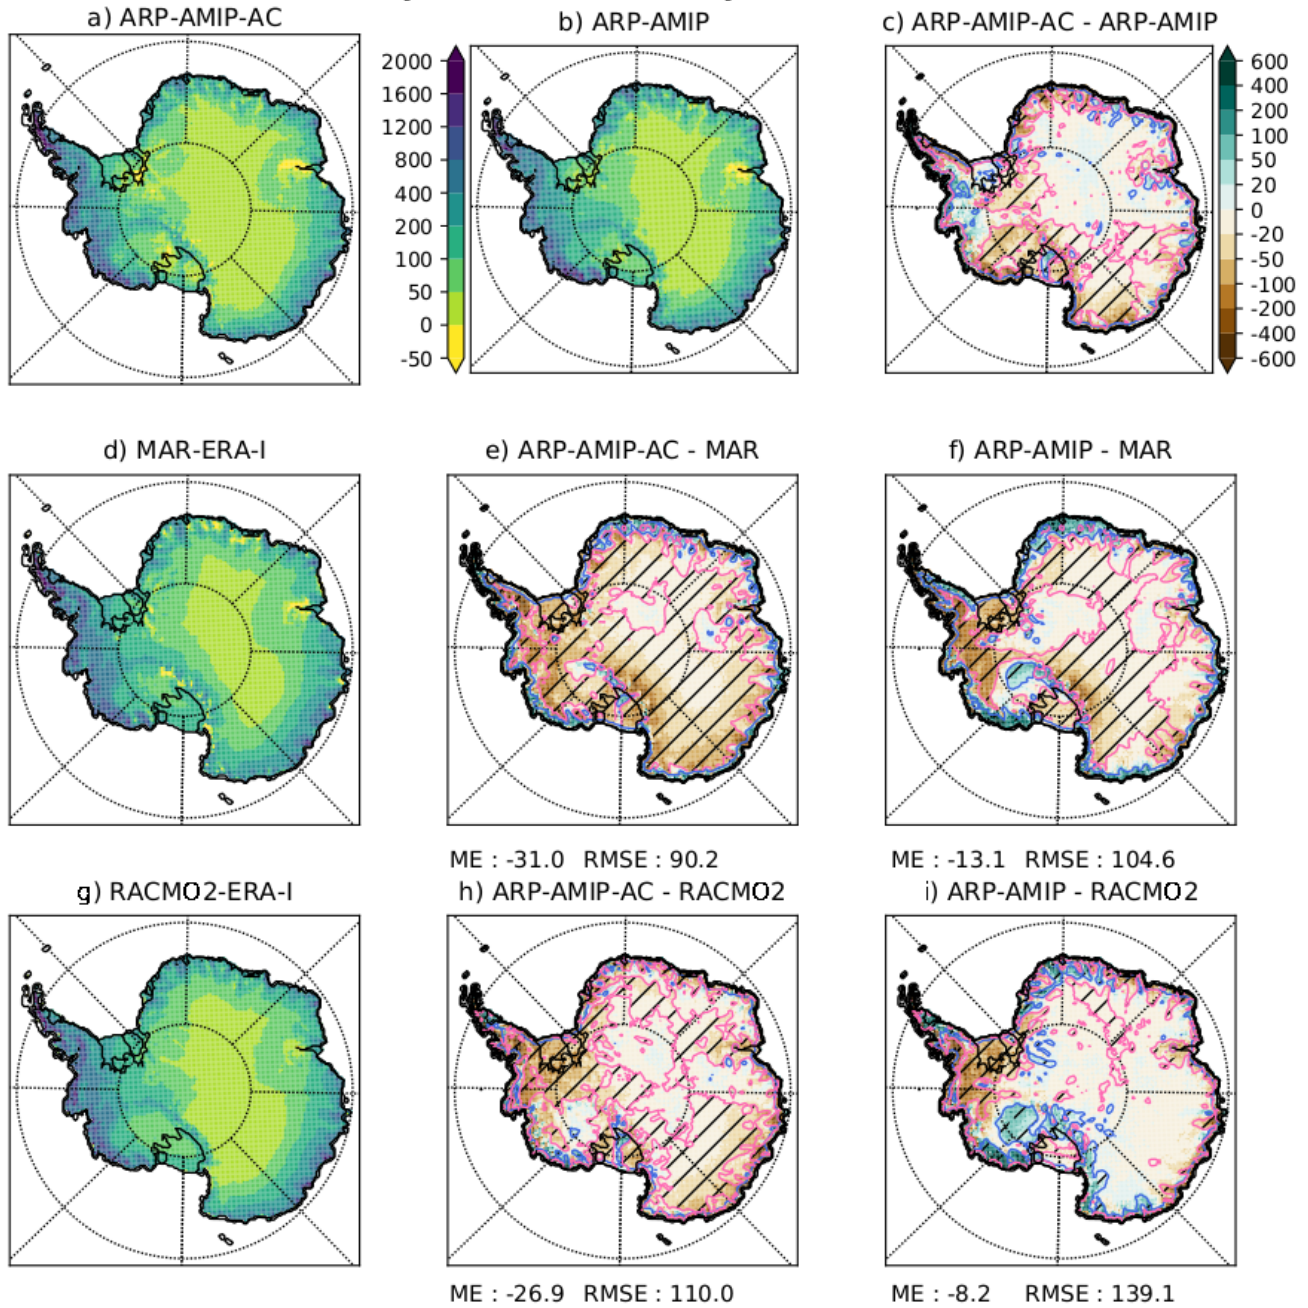 a) ARP-AMIP-AC
b) ARP-AMIP
c) ARP-AMIP-AC - ARP-AMIP
2000
1600
1200
800
400
200
100
50
0
-50
600
400
200
100
50
20
0
-20
-50
-100
-200
-400
-600
d) MAR-ERA-I
e) ARP-AMIP-AC - MAR
f) ARP-AMIP - MAR
ME : -31.0 RMSE : 90.2
ME : -13.1 RMSE : 104.6
g) RACMO2-ERA-I
h) ARP-AMIP-AC - RACMO2
i) ARP-AMIP - RACMO2
ME : -26.9 RMSE : 110.0
ME : -8.2 RMSE : 139.1